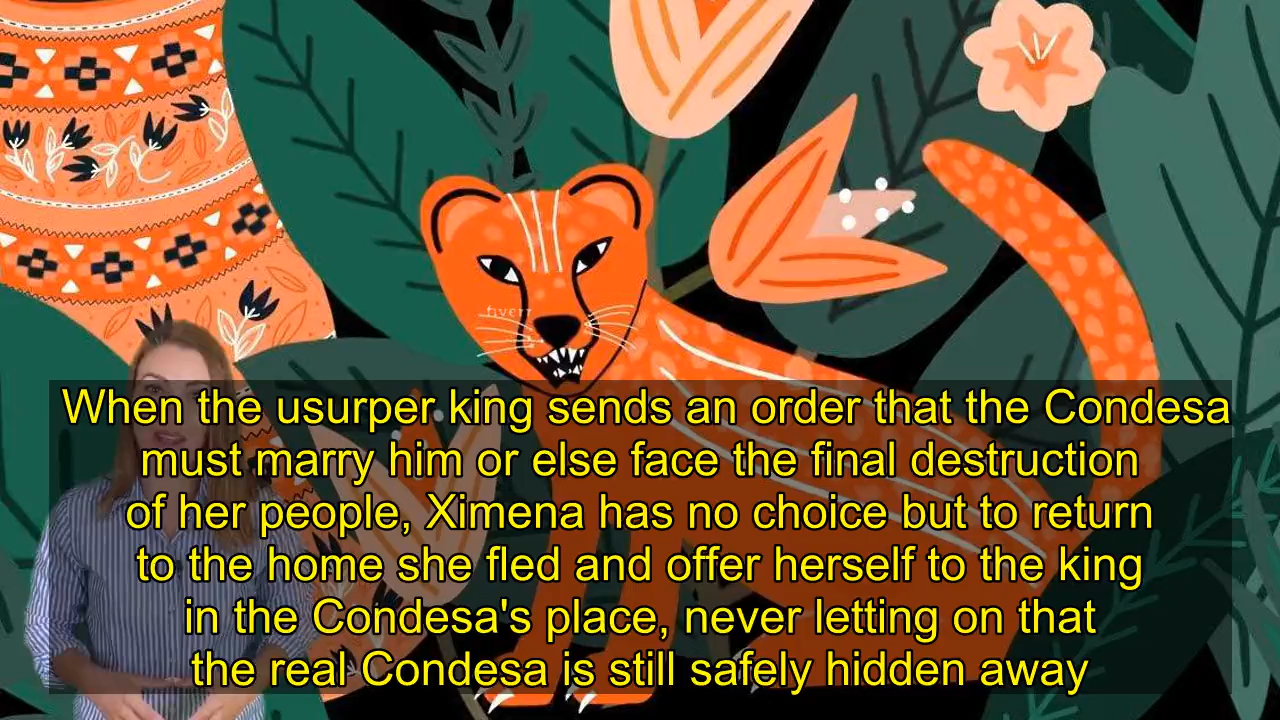 fiverr
When the usurper king sends an order that the Condesa
must marry him or else face the final destruction
of her people, Ximena has no choice but to return
to the home she fled and offer herself to the king
in the Condesa's place, never letting on that
the real Condesa is still safely hidden away